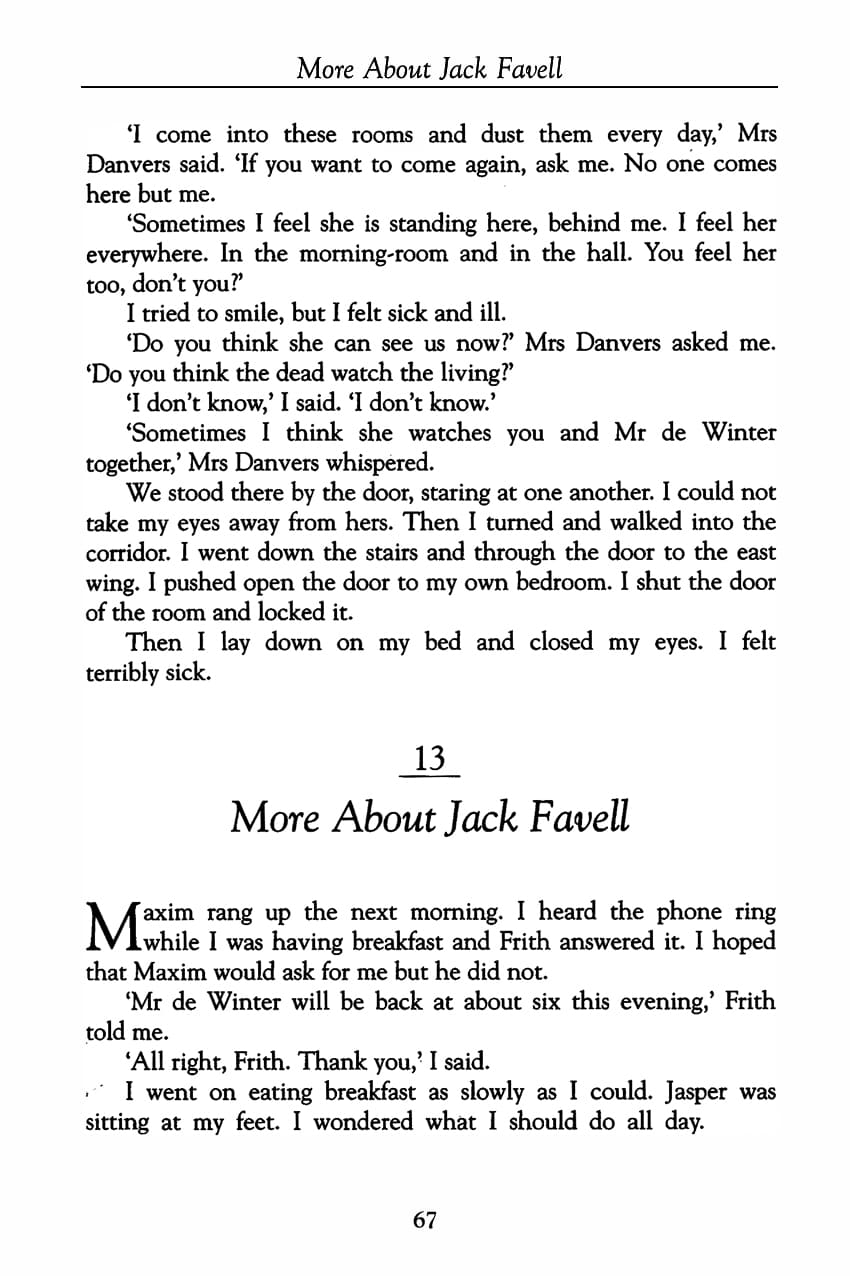 More About Jack Favell
‘I come into these rooms and dust them every day,’ Mrs
Danvers said. ‘If you want to come again, ask me. No one comes
here but me.
‘Sometimes I feel she is standing here, behind me. I feel her
everywhere. In the morning-room and in the hall. You feel her
too, don’t you?’
I tried to smile, but I felt sick and ill.
‘Do you think she can see us now?’ Mrs Danvers asked me.
‘Do you think the dead watch the living?’
‘I don’t know,’ I said. ‘I don’t know.’
‘Sometimes I think she watches you and Mr de Winter
together,’ Mrs Danvers whispered.
We stood there by the door, staring at one another. I could not
take my eyes away from hers. Then I turned and walked into the
corridor. I went down the stairs and through the door to the east
wing. I pushed open the door to my own bedroom. I shut the door
of the room and locked it.
Then I lay down on my bed and closed my eyes. I felt
terribly sick.
13
More About Jack Favell
Maxim rang up the next morning. I heard the phone ring
while I was having breakfast and Frith answered it. I hoped
that Maxim would ask for me but he did not.
‘Mr de Winter will be back at about six this evening,’ Frith
told me.
‘All right, Frith. Thank you,’ I said.
I went on eating breakfast as slowly as I could. Jasper was
sitting at my feet. I wondered what I should do all day.
67